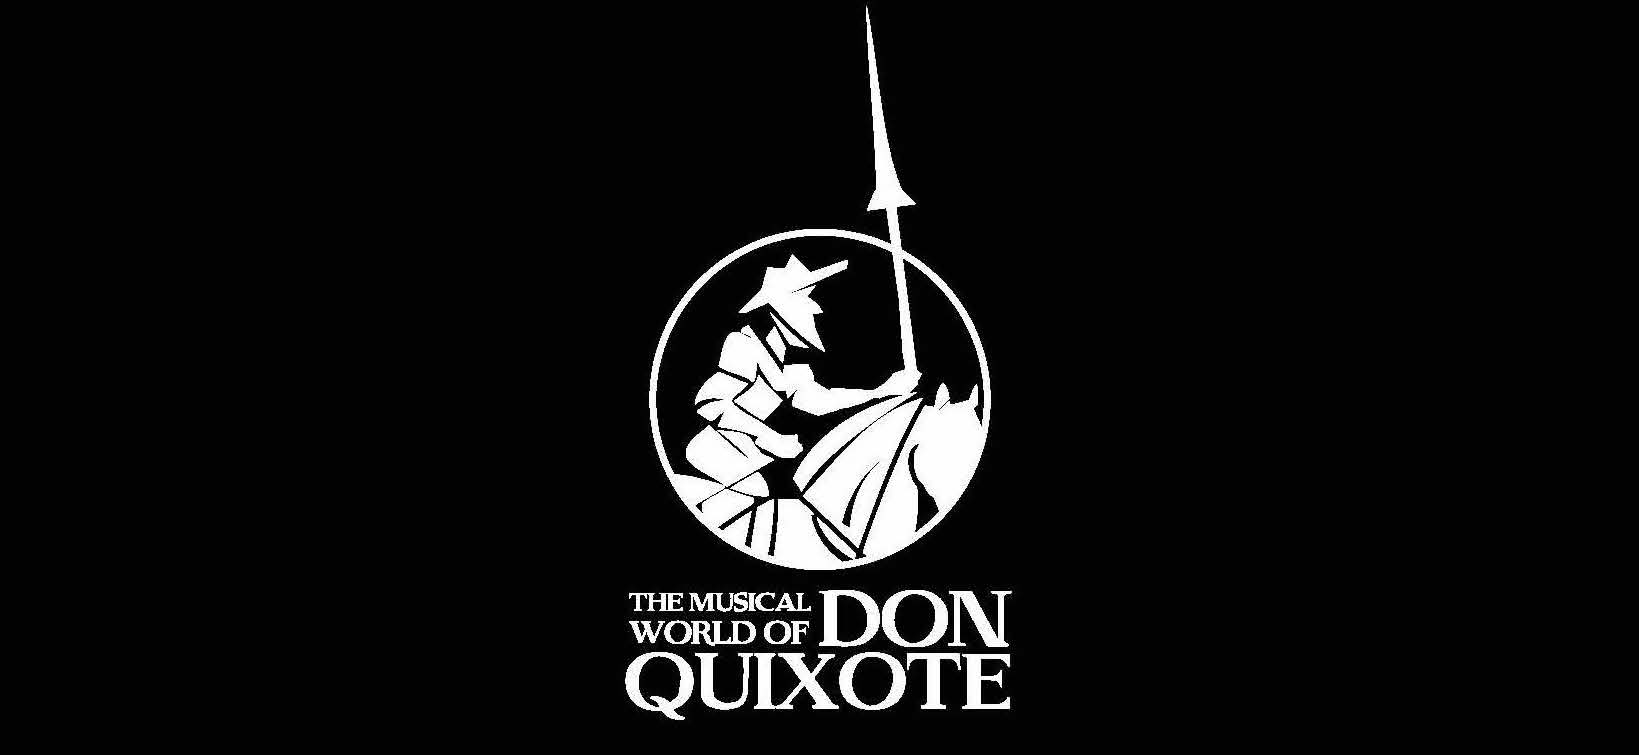 THE MUSICAL
WORLD OF DON
QUIXOTE